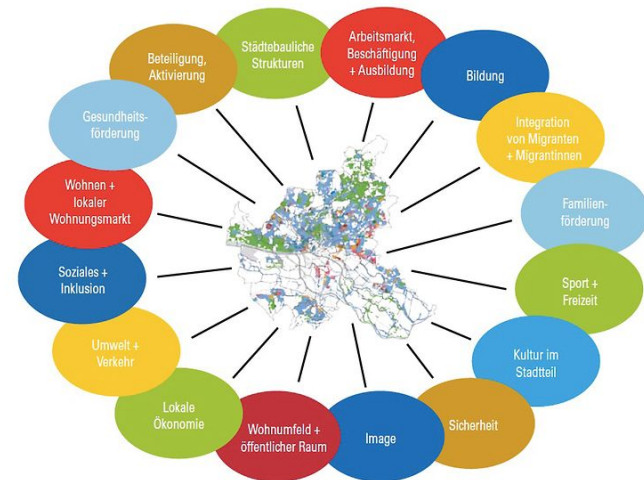 Städtebauliche
Strukturen
Arbeitsmarkt,
Beschäftigung
+ Ausbildung
Bildung
Integration
von Migranten
+ Migrantinnen
Familien-
förderung
Sport +
Freizeit
Kultur im
Stadtteil
Sicherheit
Image
Wohnumfeld +
öffentlicher Raum
Lokale
Ökonomie
Umwelt +
Verkehr
Soziales +
Inklusion
Wohnen +
lokaler
Wohnungsmarkt
Gesundheits-
förderung
Beteiligung,
Aktivierung